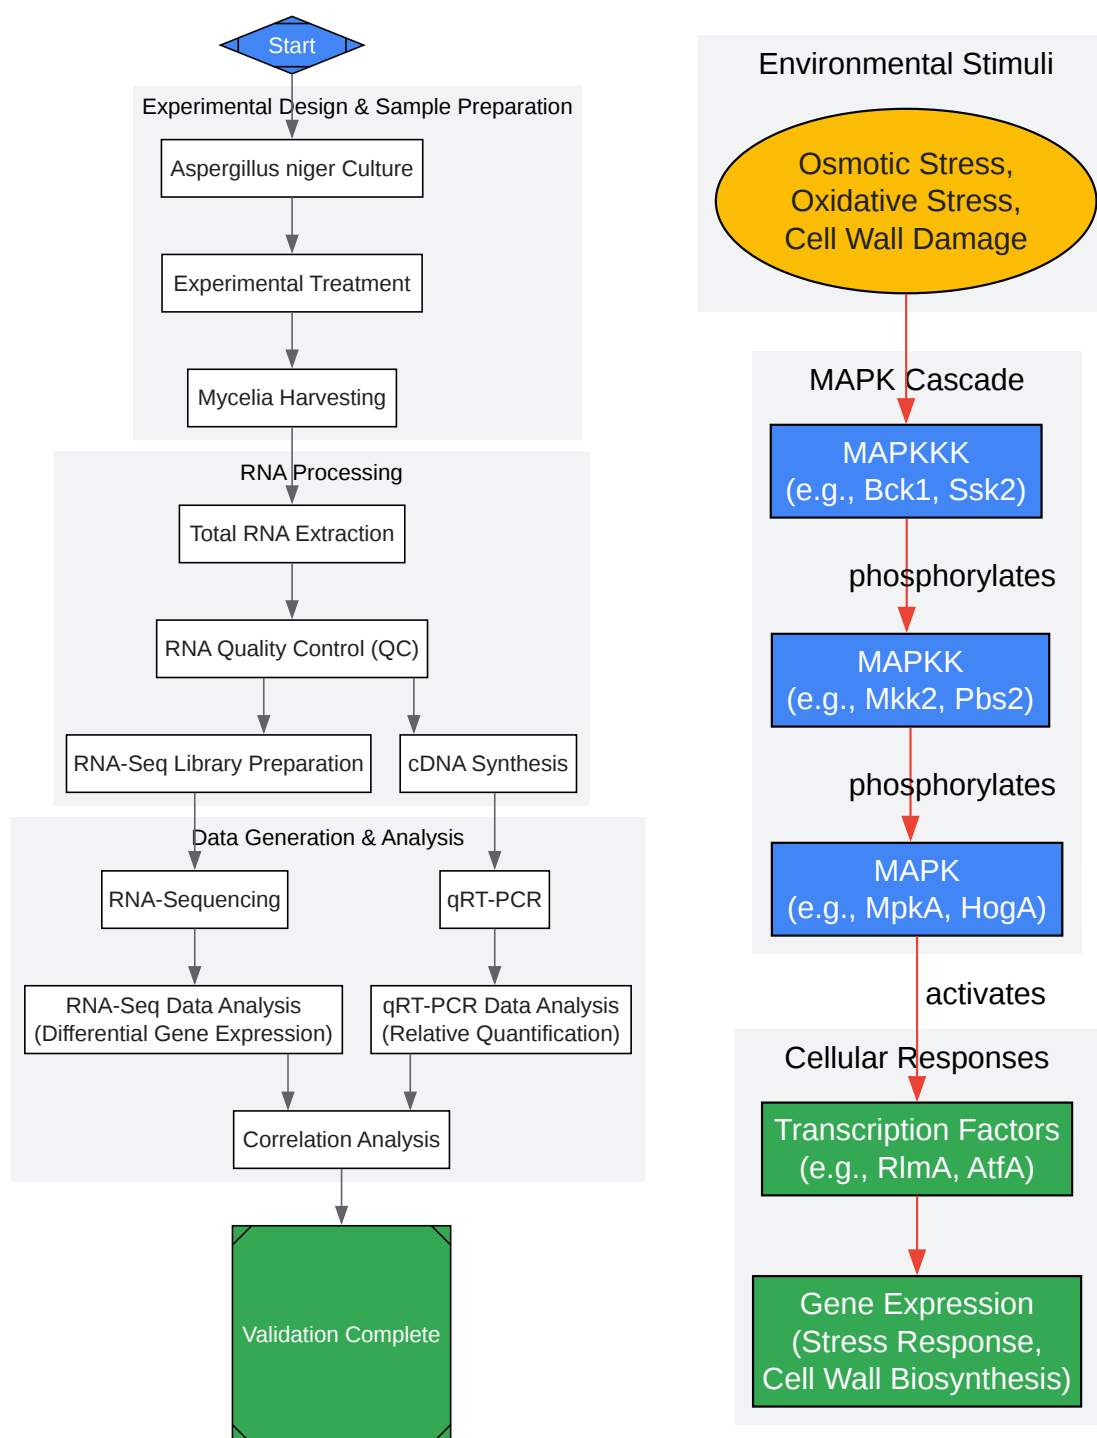 Start
Experimental Design & Sample Preparation
Aspergillus niger Culture
Experimental Treatment
Mycelia Harvesting
RNA Processing
Total RNA Extraction
RNA Quality Control (QC)
RNA-Seq Library Preparation
cDNA Synthesis
Data Generation & Analysis
RNA-Sequencing
qRT-PCR
RNA-Seq Data Analysis
(Differential Gene Expression)
qRT-PCR Data Analysis
(Relative Quantification)
Correlation Analysis
Validation Complete
Environmental Stimuli
Osmotic Stress,
Oxidative Stress,
Cell Wall Damage
MAPK Cascade
MAPKKK
(e.g., Bck1, Ssk2)
phosphorylates
MAPKK
(e.g., Mkk2, Pbs2)
phosphorylates
MAPK
(e.g., MpkA, HogA)
activates
Cellular Responses
Transcription Factors
(e.g., RlmA, AtfA)
Gene Expression
(Stress Response,
Cell Wall Biosynthesis)